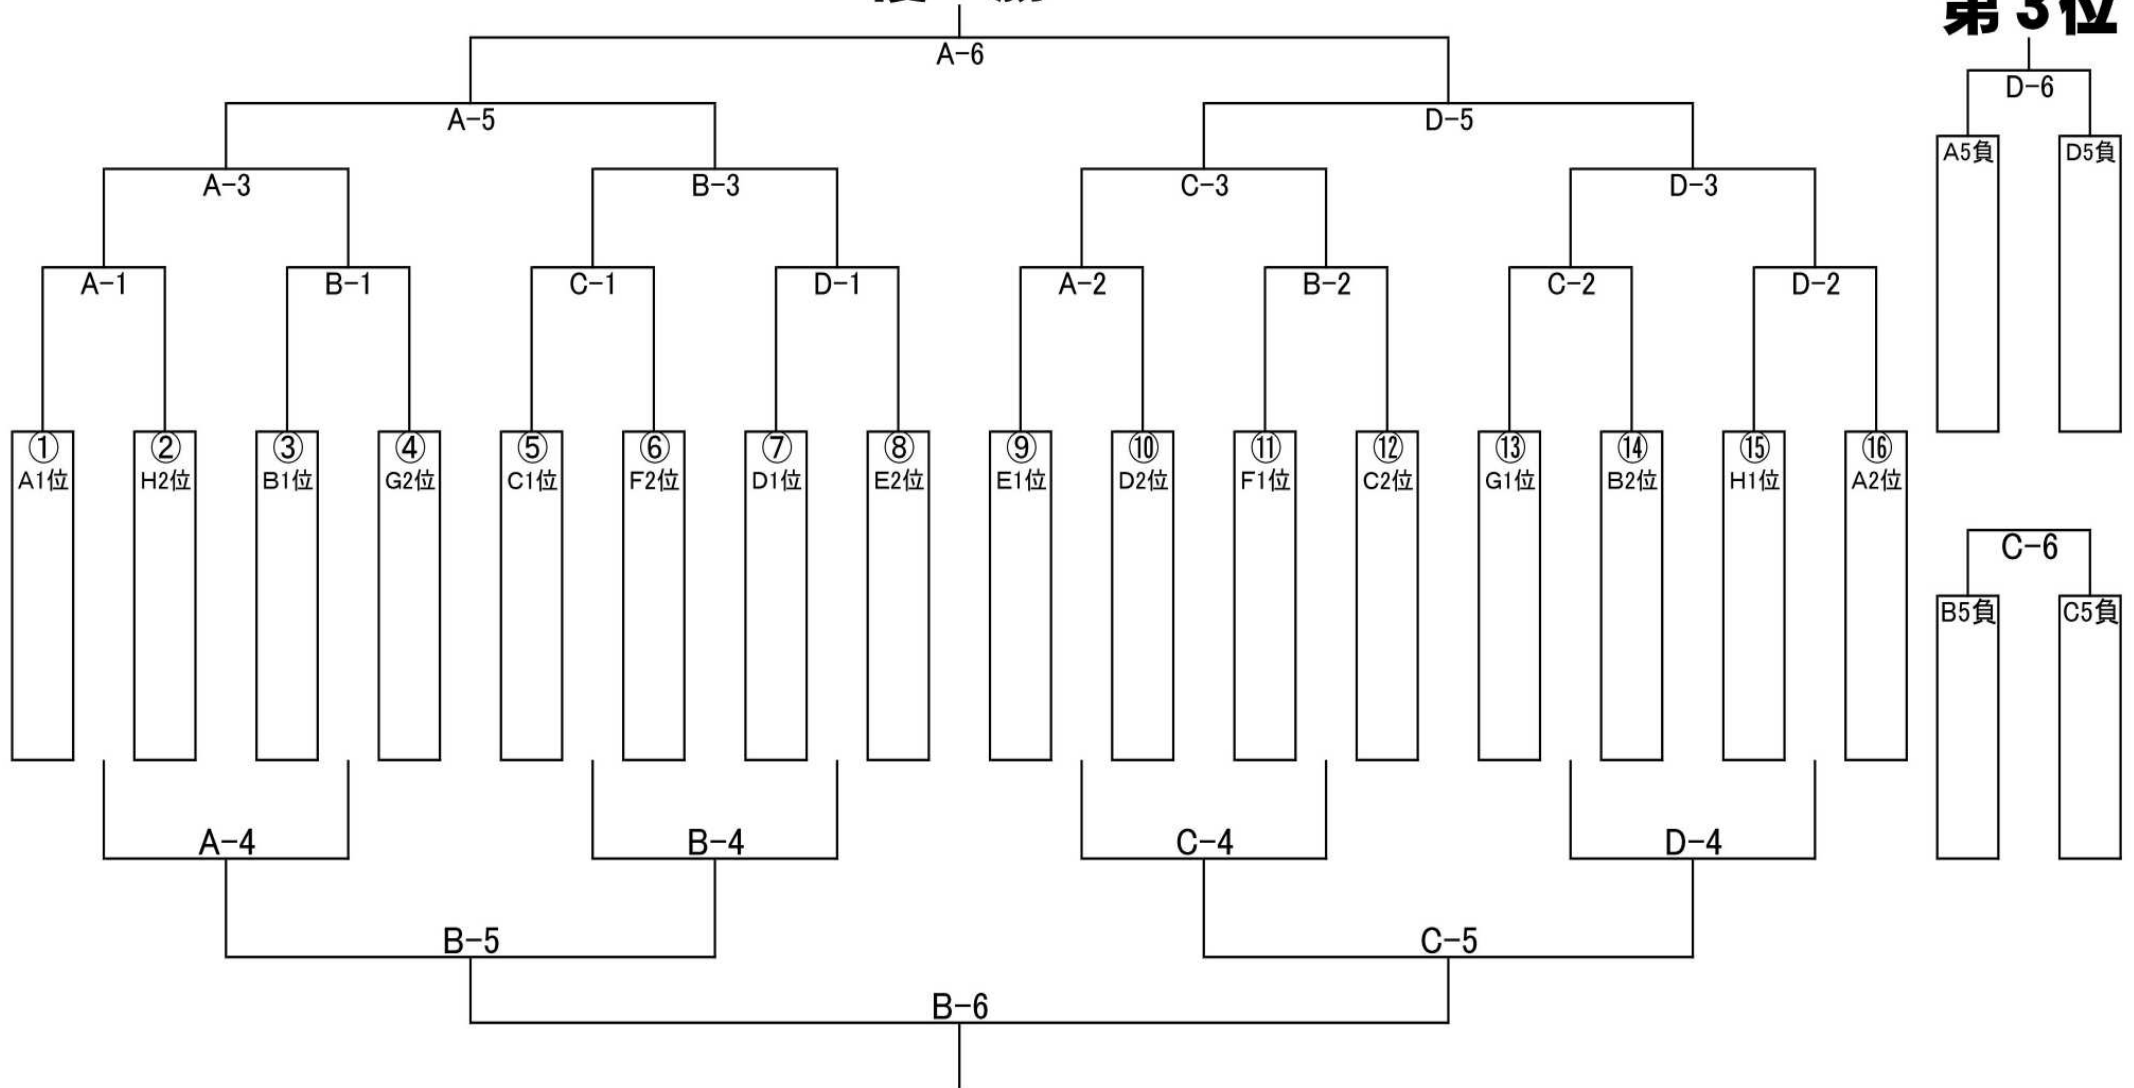 第3位
A-6
D-6
A-5
D-5
A5負
D5負
A-3
B-3
C-3
D-3
A-1
B-1
C-1
D-1
A-2
B-2
C-2
D-2
① ② ③ ④ ⑤ ⑥ ⑦ ⑧ ⑨ ⑩ ⑪ ⑫ ⑬ ⑭ ⑮ ⑯
A1位 H2位 B1位 G2位 C1位 F2位 D1位 E2位 E1位 D2位 F1位 C2位 G1位 B2位 H1位 A2位
C-6
B5負
C5負
A-4
B-4
C-4
D-4
B-5
C-5
B-6